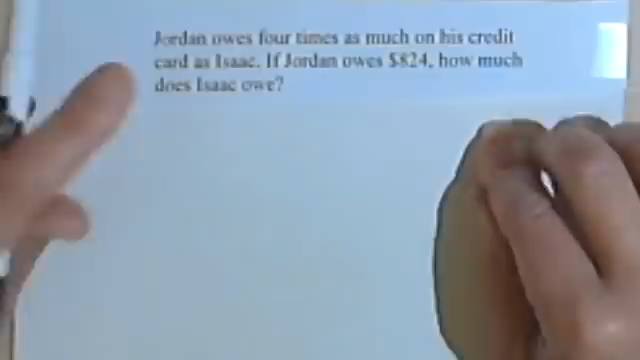 Jordan owes four times as much on his credit
card as Isaac. If Jordan owes $824, how much
does Isaac owe?